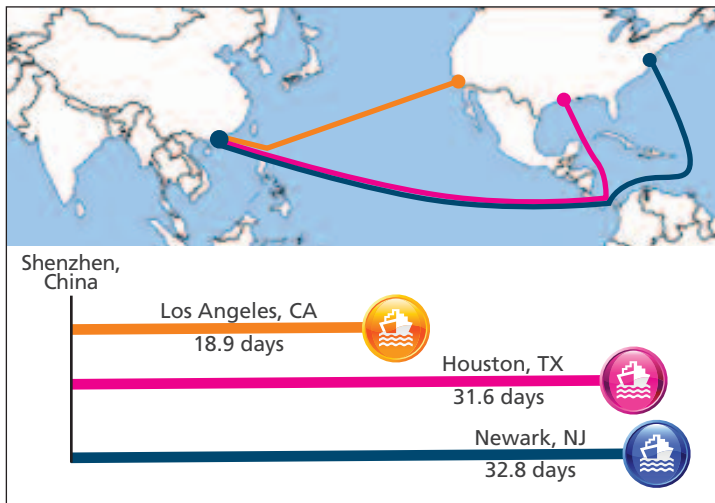 Shenzhen,
China
Los Angeles, CA
18.9 days
Houston, TX
31.6 days
Newark, NJ
32.8 days